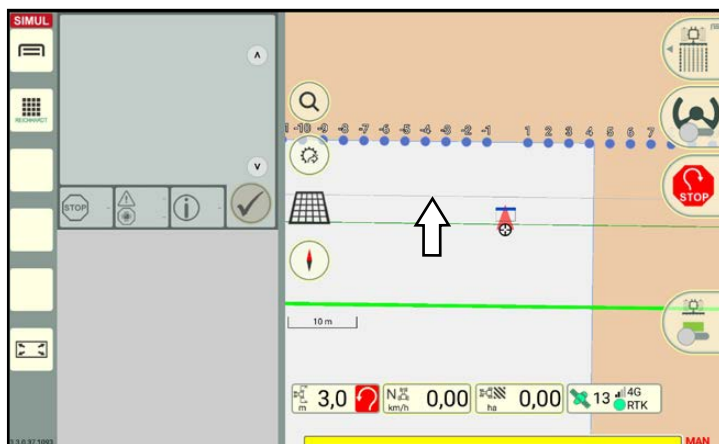 SIMUL
REICHHARDT
STOP
-10 -9 -8 -7 -6 -5 -4 -3 -2 -1 1 2 3 4 5 6 7
STOP
10 m
m 3,0
N km/h 0,00
ha 0,00
13 4G
RTK
MAN